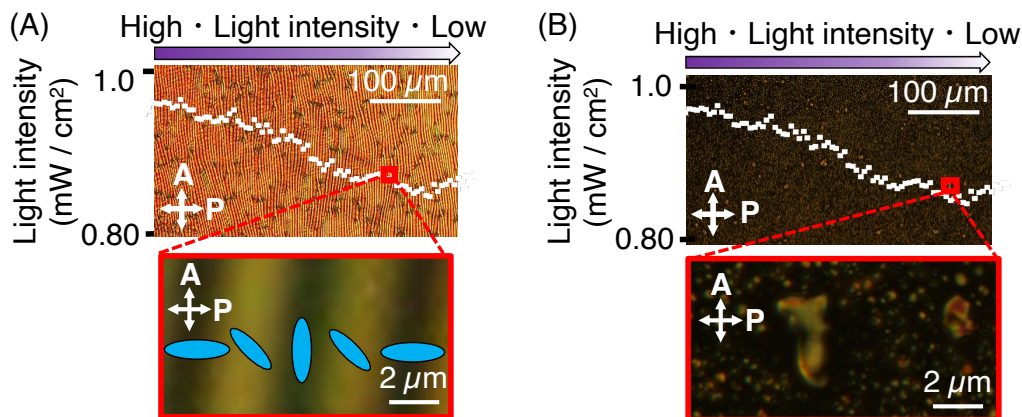 (A)
High・Light intensity・Low
Light intensity
(mW / cm²)
1.0
0.80
100 µm
A
P
A
P
2 µm
(B)
High・Light intensity・Low
Light intensity
(mW / cm²)
1.0
0.80
100 µm
A
P
A
P
2 µm